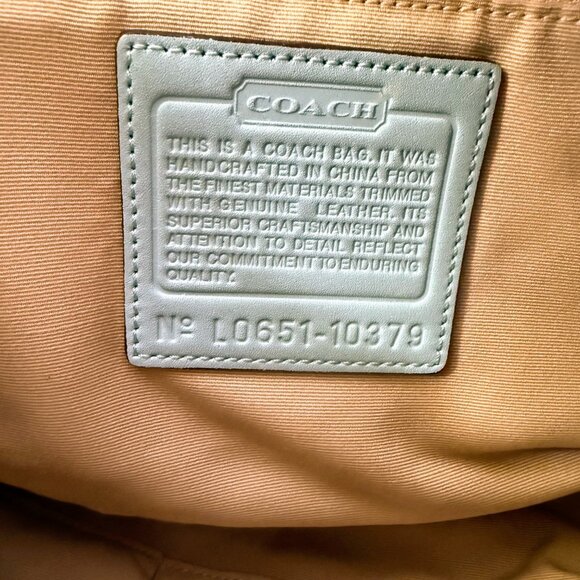 COACH
THIS IS A COACH BAG. IT WAS
HANDCRAFTED IN CHINA FROM
THE FINEST MATERIALS TRIMMED
WITH GENUINE LEATHER. ITS
SUPERIOR CRAFTSMANSHIP AND
ATTENTION TO DETAIL REFLECT
OUR COMMITMENT TO ENDURING
QUALITY.
Nº L0651-10379